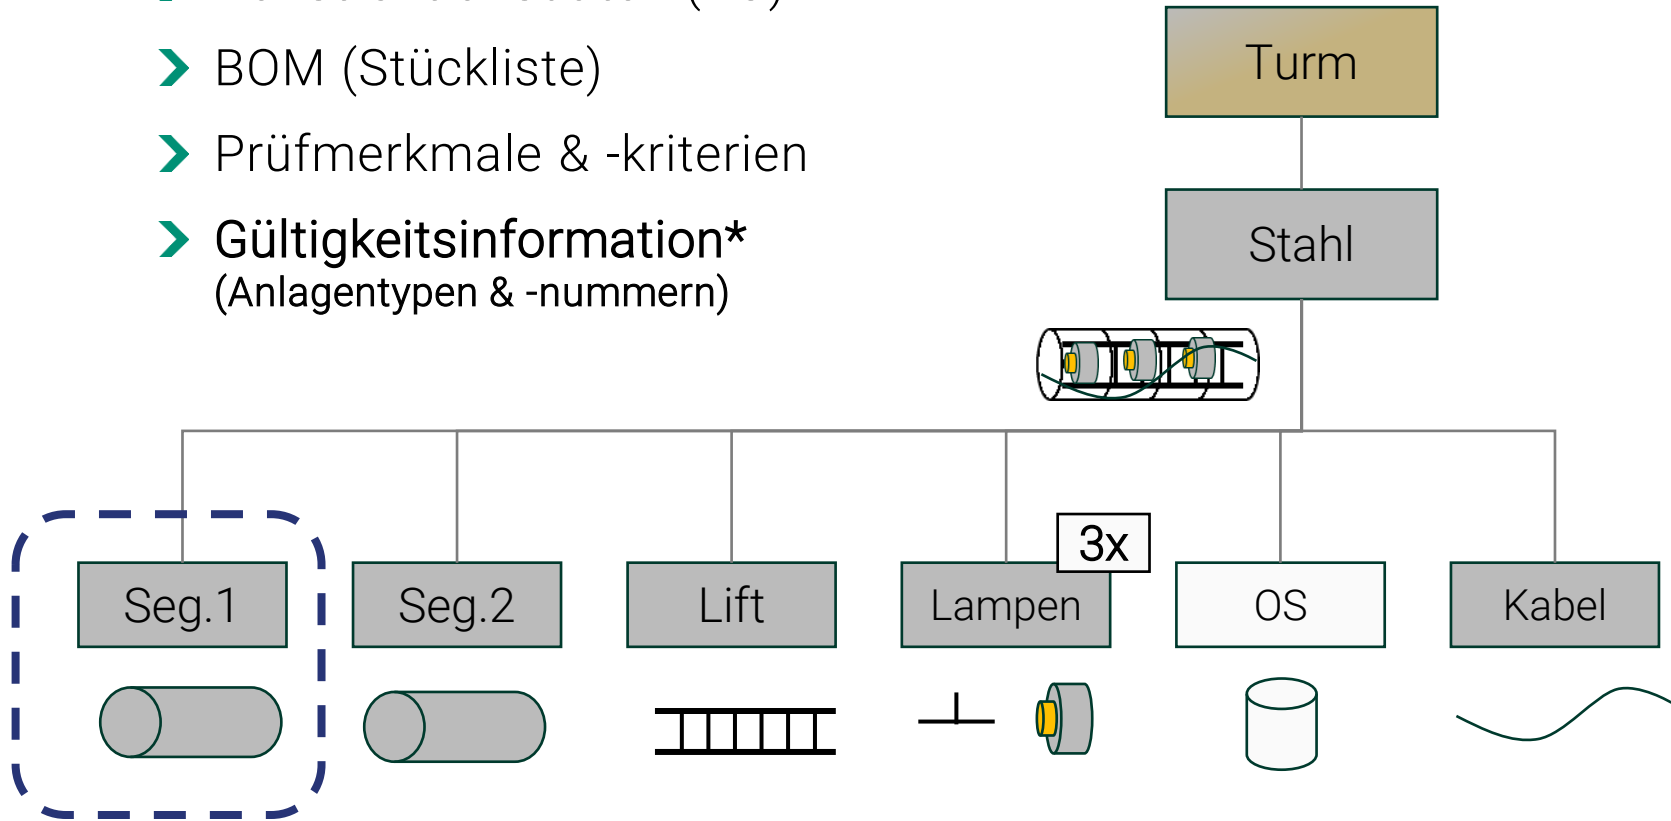 BOM (Stückliste)
Prüfmerkmale & -kriterien
Gültigkeitsinformation*
(Anlagentypen & -nummern)
Turm
Stahl
3x
Seg.1
Seg.2
Lift
Lampen
OS
Kabel